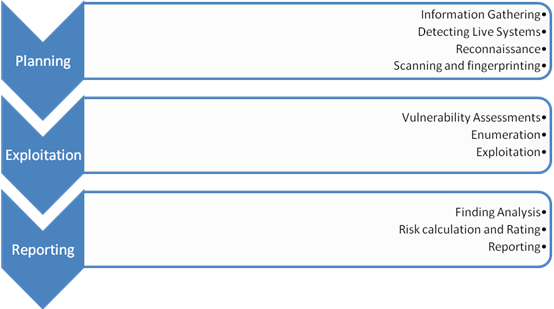 Planning
Information Gathering•
Detecting Live Systems•
Reconnaissance•
Scanning and fingerprinting•
Exploitation
Vulnerability Assessments•
Enumeration•
Exploitation•
Reporting
Finding Analysis•
Risk calculation and Rating•
Reporting•